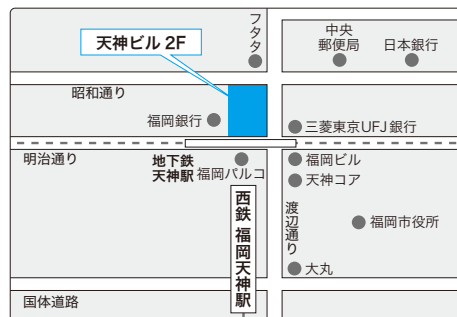 フタタ
中央
郵便局
日本銀行
天神ビル 2F
昭和通り
福岡銀行
三菱東京UFJ銀行
明治通り
地下鉄
天神駅
福岡パルコ
福岡ビル
天神コア
西鉄 福岡天神駅
渡辺通り
福岡市役所
大丸
国体道路